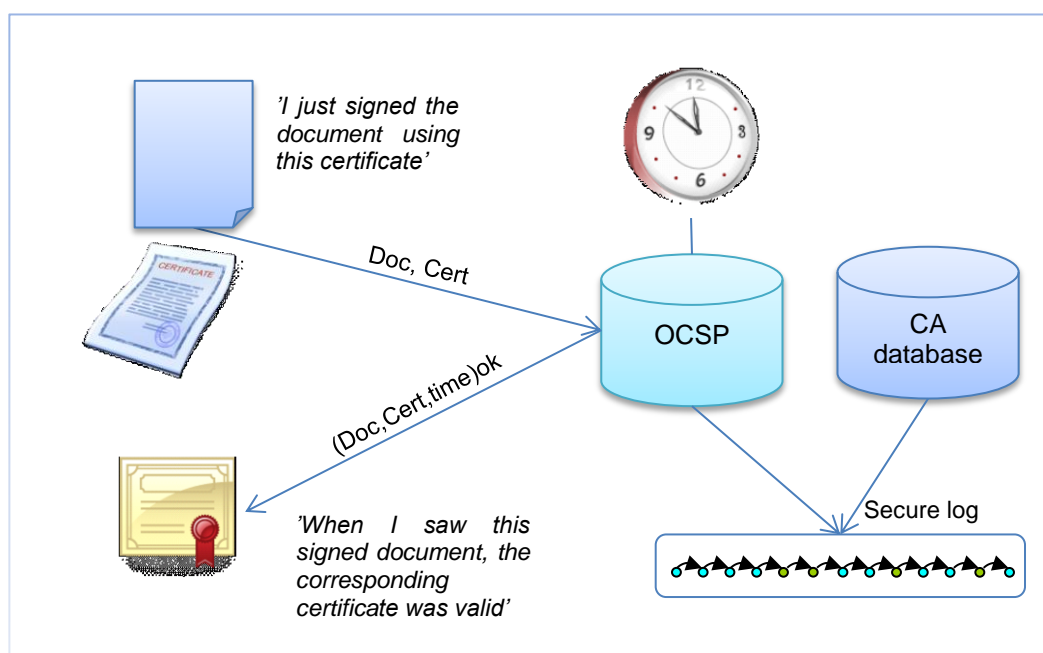 'I just signed the
document using
this certificate'
12
9
8
6
CERTIFICATE
Doc, Cert
OCSP
CA
database
(Doc,Cert,time)ok
'When I saw this
signed document, the
corresponding
certificate was valid'
Secure log